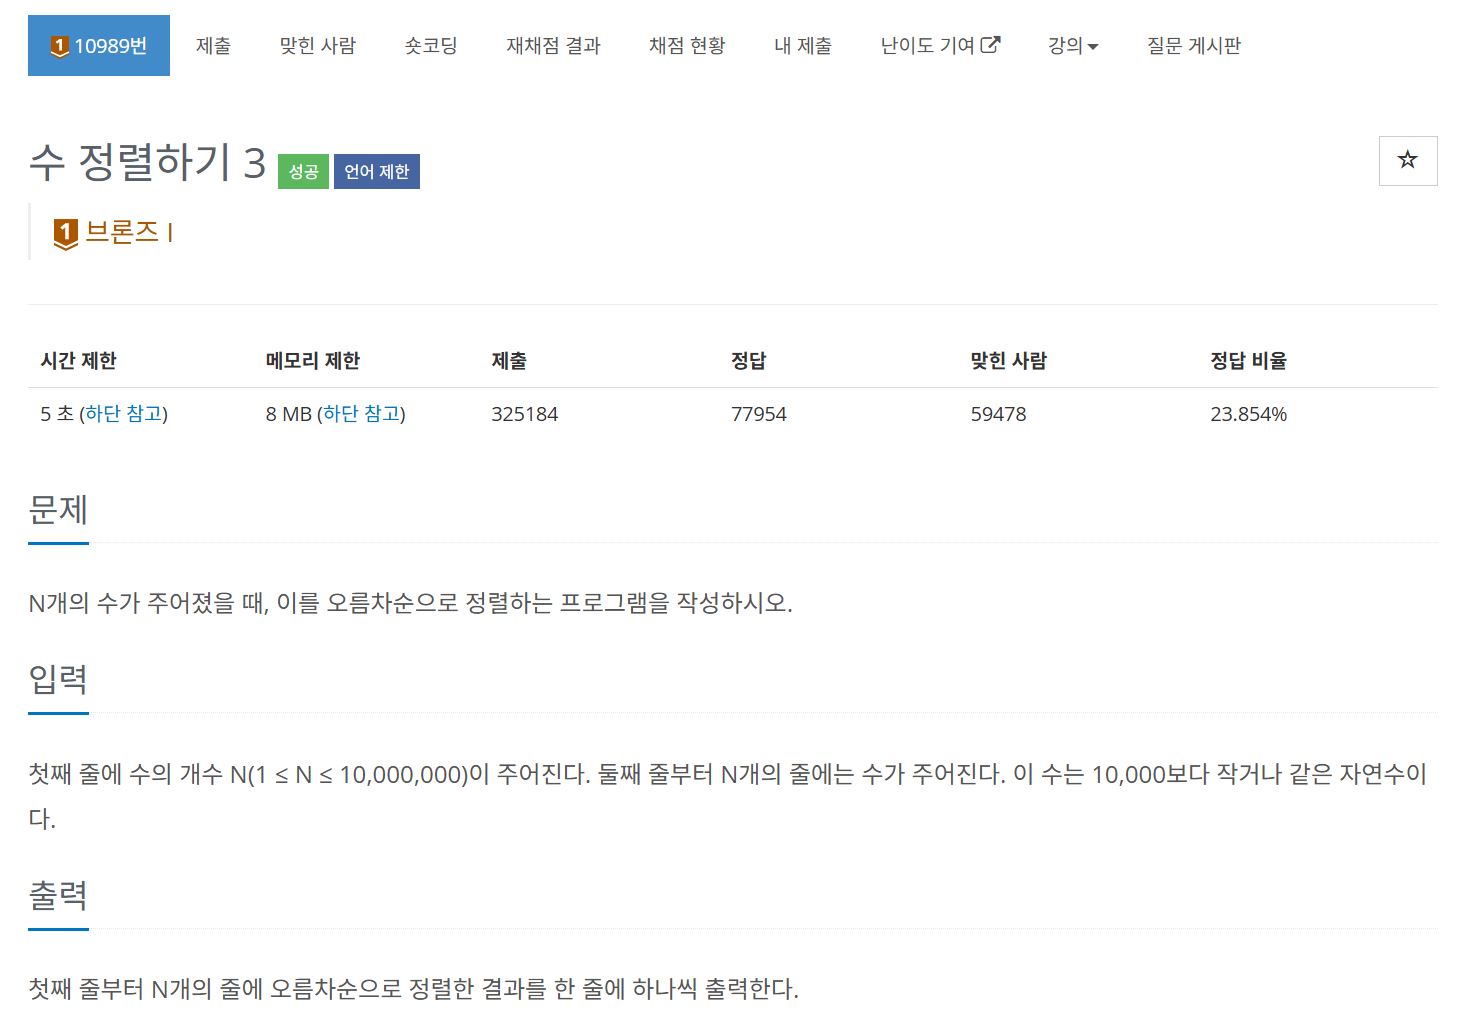 1 10989번 제출 맞힌 사람 숏코딩 재채점 결과 채점 현황 내 제출 난이도 기여 강의 질문 게시판
수 정렬하기 3 성공 언어 제한
1 브론즈 I
시간 제한 메모리 제한 제출 정답 맞힌 사람 정답 비율
5 초 (하단 참고) 8 MB (하단 참고) 325184 77954 59478 23.854%
문제
N개의 수가 주어졌을 때, 이를 오름차순으로 정렬하는 프로그램을 작성하시오.
입력
첫째 줄에 수의 개수 N(1 ≤ N ≤ 10,000,000)이 주어진다. 둘째 줄부터 N개의 줄에는 수가 주어진다. 이 수는 10,000보다 작거나 같은 자연수이
다.
출력
첫째 줄부터 N개의 줄에 오름차순으로 정렬한 결과를 한 줄에 하나씩 출력한다.